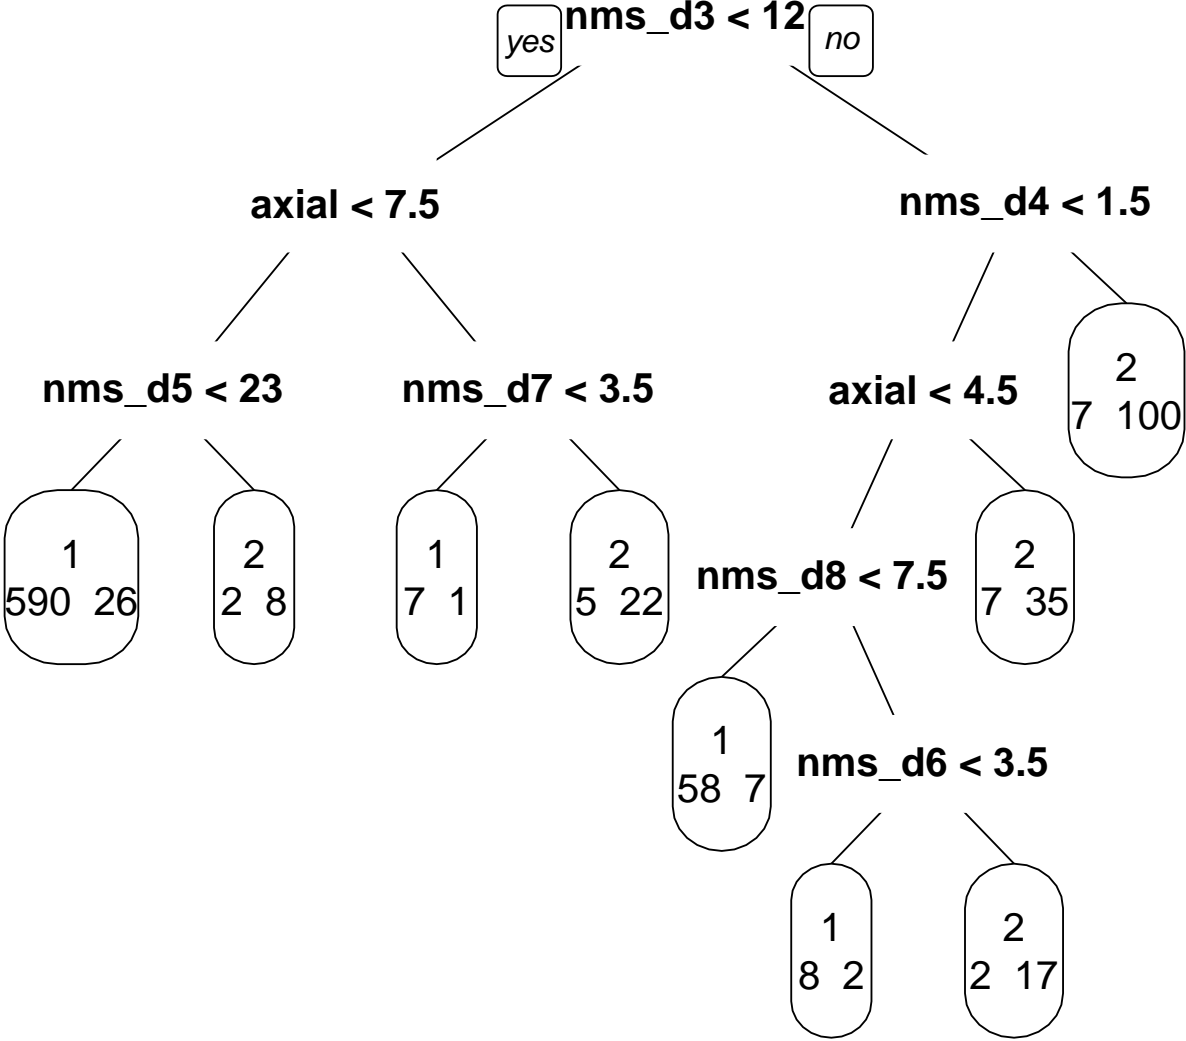 nms_d3 < 12
yes
no
axial < 7.5
nms_d4 < 1.5
nms_d5 < 23
nms_d7 < 3.5
axial < 4.5
2
7 100
1
590 26
2
2 8
1
7 1
2
5 22
nms_d8 < 7.5
2
7 35
1
58 7
nms_d6 < 3.5
1
8 2
2
2 17